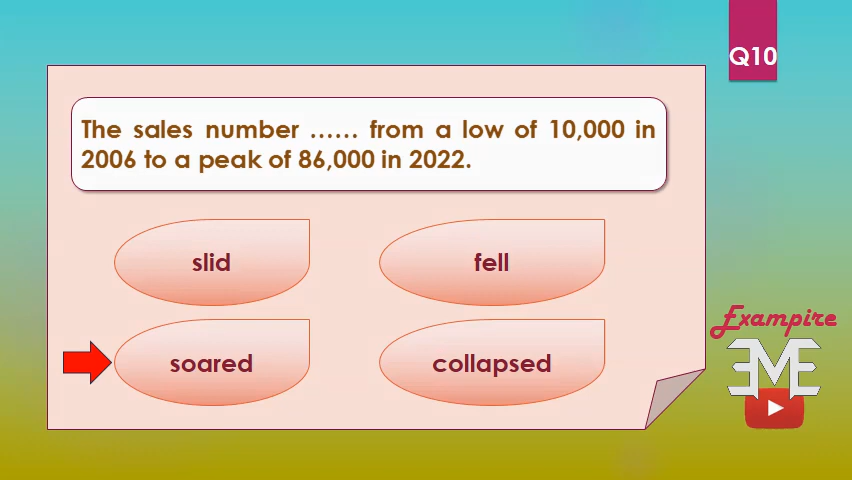 Q10
The sales number ...... from a low of 10,000 in
2006 to a peak of 86,000 in 2022.
slid
fell
soared
collapsed
Exampire
EME